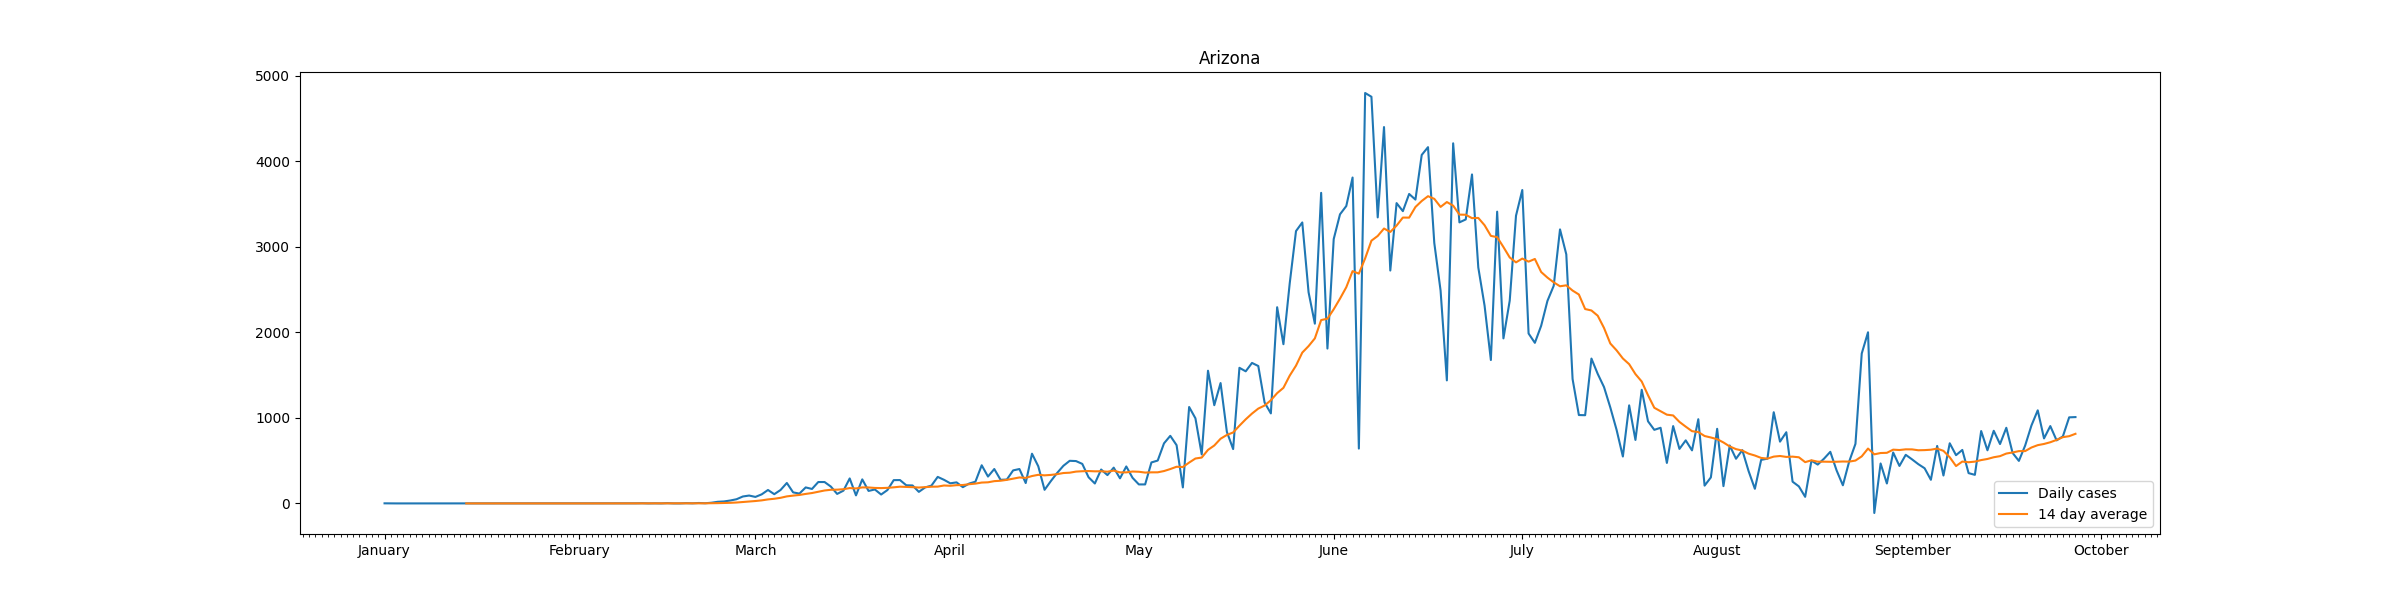 Arizona
5000
4000
3000
2000
1000
0
January February March April May June July August September October
Daily cases
14 day average